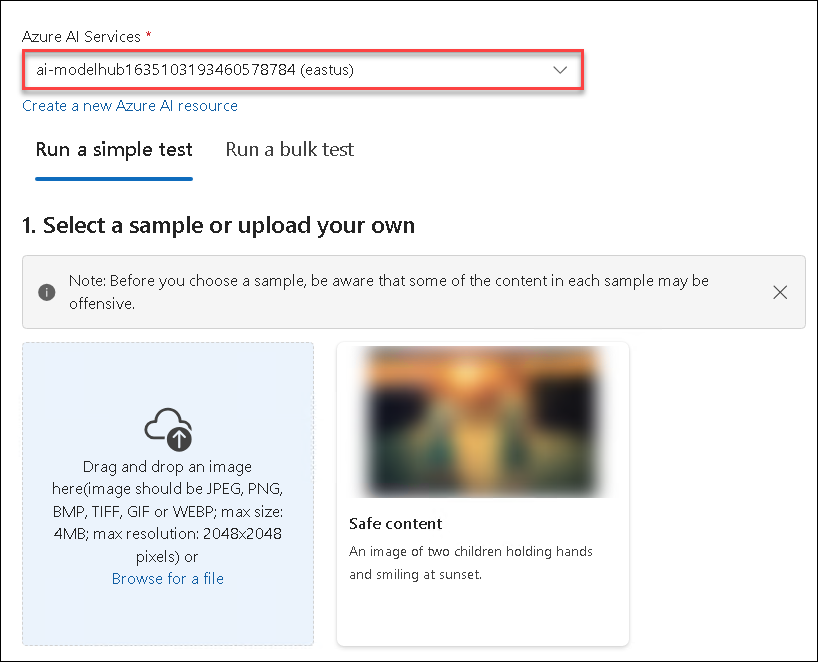 Azure AI Services *
ai-modelhub1635103193460578784 (eastus)
Create a new Azure AI resource
Run a simple test
Run a bulk test
1. Select a sample or upload your own
Note: Before you choose a sample, be aware that some of the content in each sample may be
offensive.
Drag and drop an image
here(image should be JPEG, PNG,
BMP, TIFF, GIF or WEBP; max size:
4MB; max resolution: 2048x2048
pixels) or
Browse for a file
Safe content
An image of two children holding hands
and smiling at sunset.